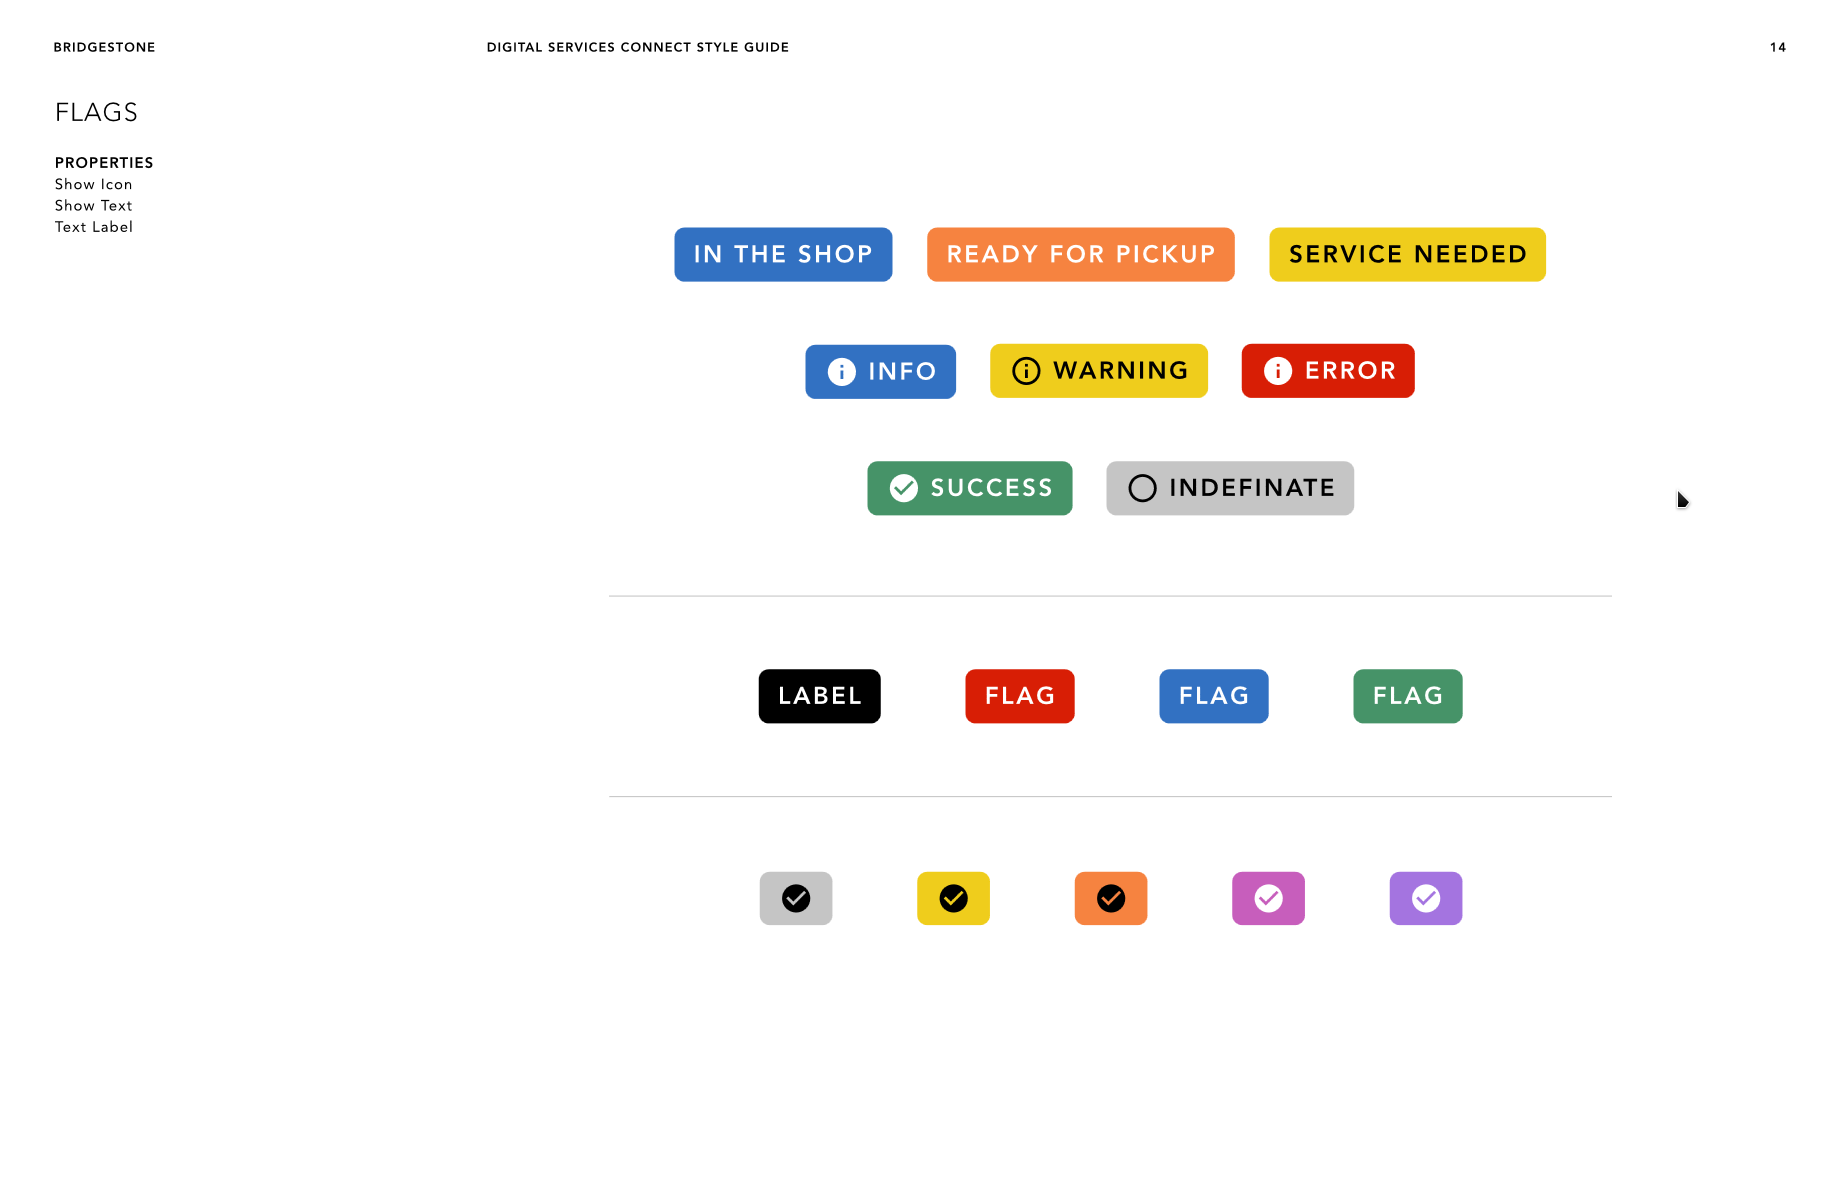 BRIDGESTONE
DIGITAL SERVICES CONNECT STYLE GUIDE
14
FLAGS
PROPERTIES
Show Icon
Show Text
Text Label
IN THE SHOP
READY FOR PICKUP
SERVICE NEEDED
INFO
WARNING
ERROR
SUCCESS
INDEFINATE
LABEL
FLAG
FLAG
FLAG